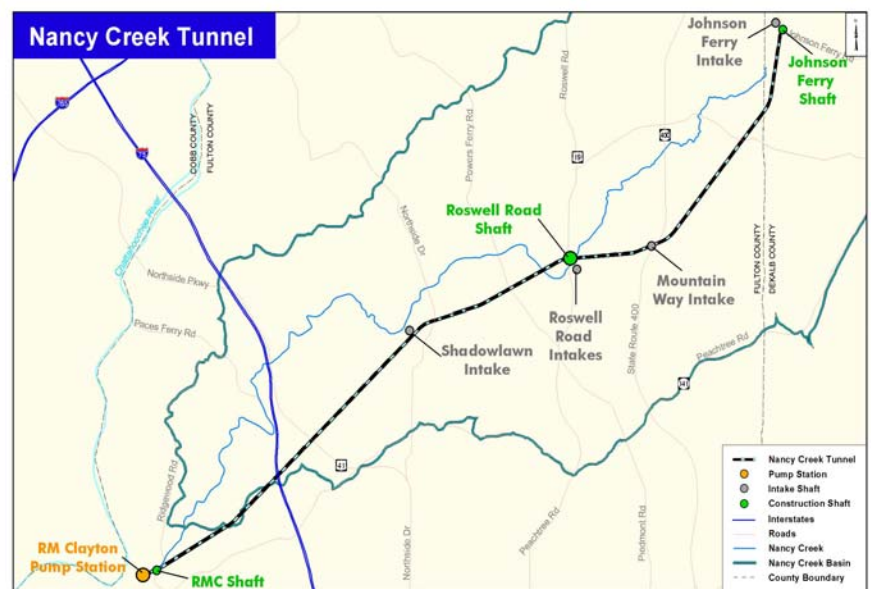 Nancy Creek Tunnel
Johnson
Ferry
Intake
Johnson Ferry Rd
Johnson
Ferry
Shaft
Roswell Rd
COBB COUNTY
FULTON COUNTY
Powers Ferry Rd
75
400
19
Chattahoochee River
Northside Dr
Roswell Road
Shaft
Northside Pkwy
Mountain
Way Intake
FULTON COUNTY
DEKALB COUNTY
Paces Ferry Rd
Shadowlawn
Intake
Roswell
Road
Intakes
State Route 400
Peachtree Rd
141
41
Ridgewood Rd
Northside Dr
Peachtree Rd
Piedmont Rd
RM Clayton
Pump Station
RMC Shaft
Nancy Creek Tunnel
Pump Station
Intake Shaft
Construction Shaft
Interstates
Roads
Nancy Creek
Nancy Creek Basin
County Boundary